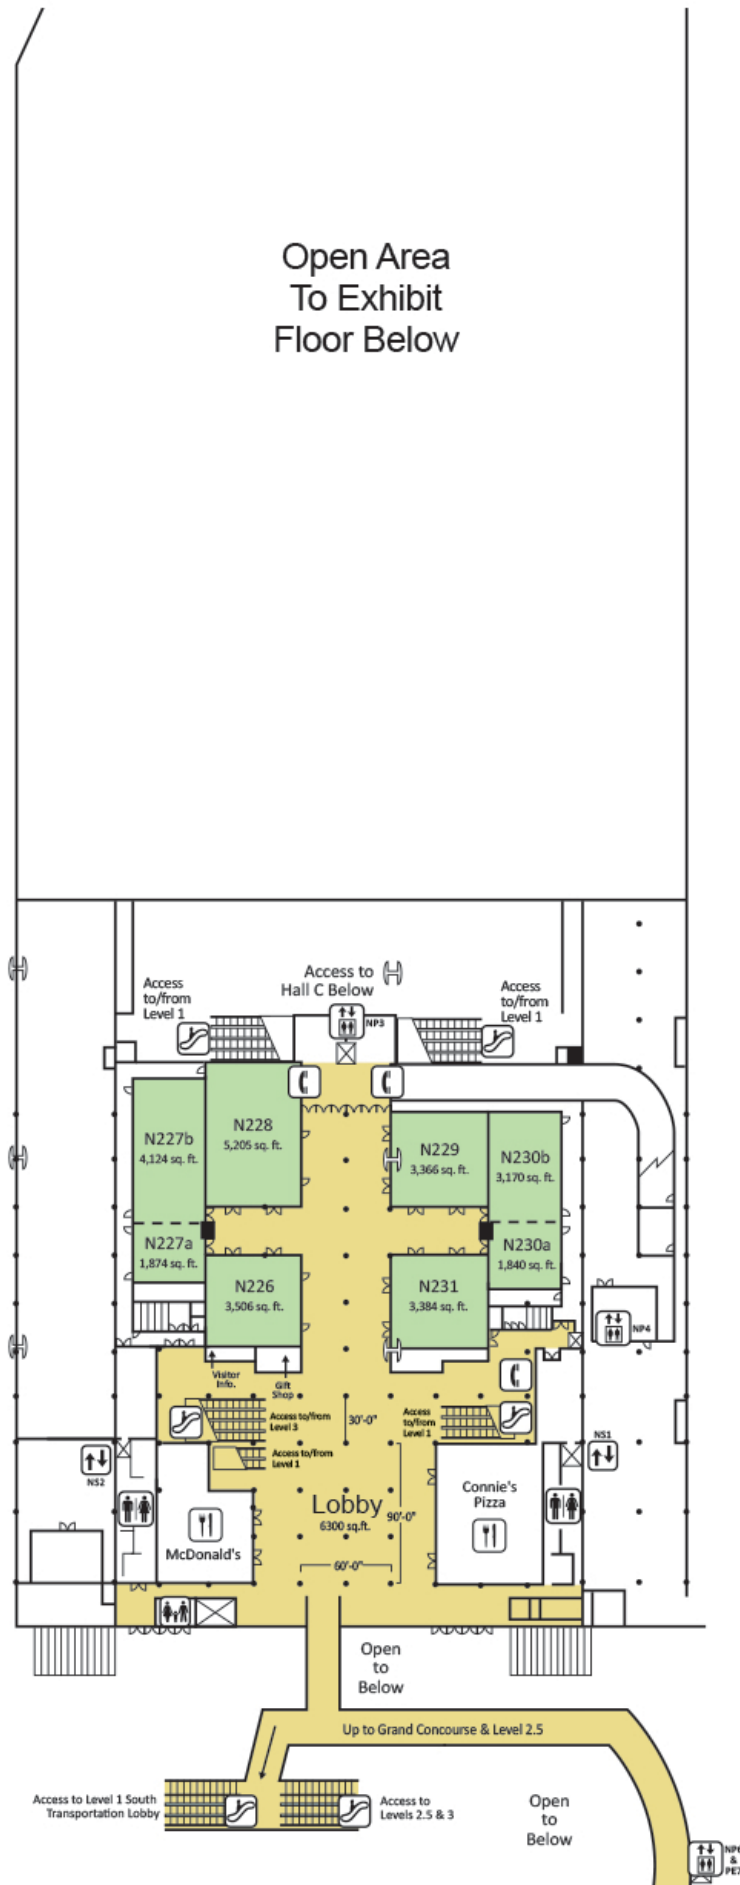 Open Area
To Exhibit
Floor Below
Access to
Hall C Below
Access
to/from
Level 1
Access
to/from
Level 1
NP3
N227b
4,124 sq. ft.
N228
5,205 sq. ft.
N229
3,366 sq. ft.
N230b
3,170 sq. ft.
N227a
1,874 sq. ft.
N230a
1,840 sq. ft.
N226
3,506 sq. ft.
N231
3,384 sq. ft.
NP4
Visitor
Info.
Gift
Shop
Access to/from
Level 3
30'-0"
Access
to/from
Level 1
Access to/from
Level 1
NS2
NS1
Lobby
6300 sq.ft.
90'-0"
60'-0"
McDonald's
Connie's
Pizza
Open
to
Below
Up to Grand Concourse & Level 2.5
Access to Level 1 South
Transportation Lobby
Access to
Levels 2.5 & 3
Open
to
Below
&